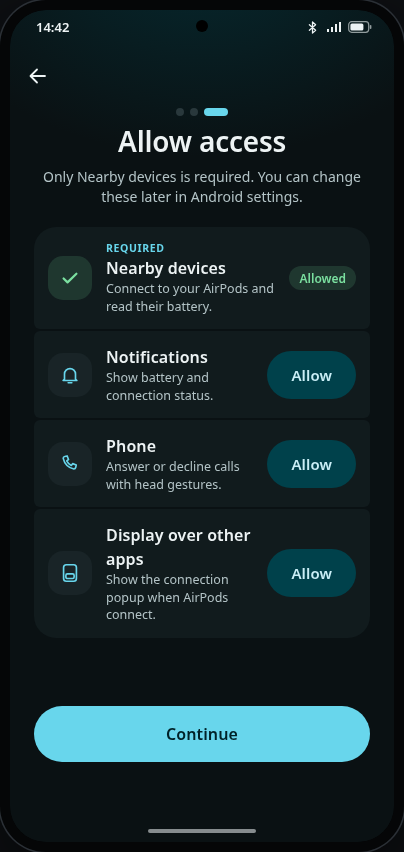 14:42
Allow access
Only Nearby devices is required. You can change
these later in Android settings.
REQUIRED
Nearby devices
Connect to your AirPods and
read their battery.
Allowed
Notifications
Show battery and
connection status.
Allow
Phone
Answer or decline calls
with head gestures.
Allow
Display over other
apps
Show the connection
popup when AirPods
connect.
Allow
Continue